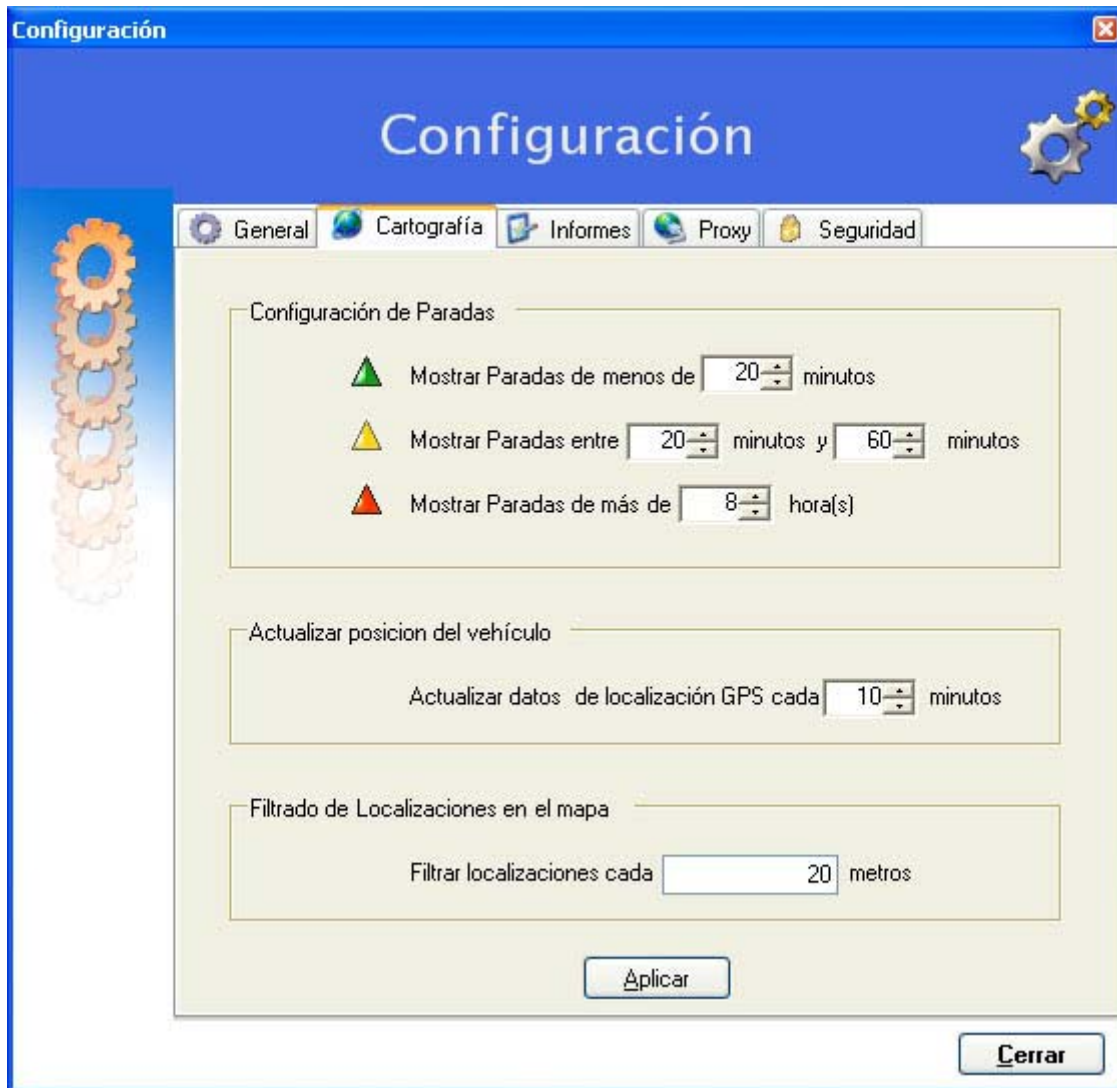 Configuración
Configuración
General Cartografía Informes Proxy Seguridad
Configuración de Paradas
Mostrar Paradas de menos de 20 minutos
Mostrar Paradas entre 20 minutos y 60 minutos
Mostrar Paradas de más de 8 hora(s)
Actualizar posicion del vehículo
Actualizar datos de localización GPS cada 10 minutos
Filtrado de Localizaciones en el mapa
Filtrar localizaciones cada 20 metros
Aplicar
Cerrar